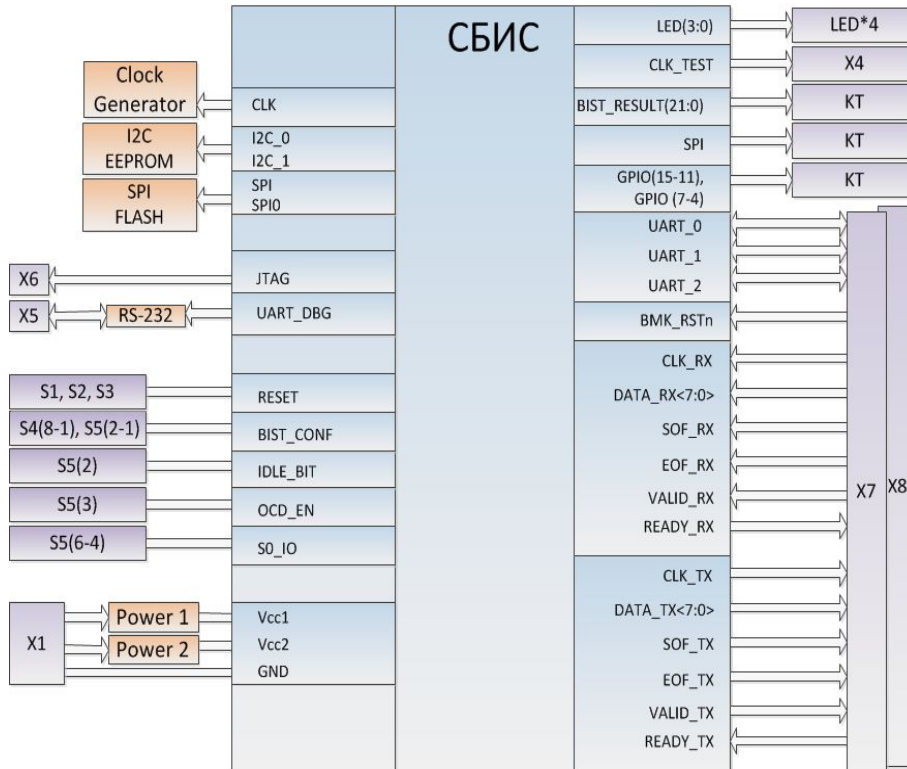 СБИС
Clock
Generator
I2C
EEPROM
SPI
FLASH
X6
X5
RS-232
S1, S2, S3
S4(8-1), S5(2-1)
S5(2)
S5(3)
S5(6-4)
X1
Power 1
Power 2
CLK
I2C_0
I2C_1
SPI
SPI0
JTAG
UART_DBG
RESET
BIST_CONF
IDLE_BIT
OCD_EN
S0_IO
Vcc1
Vcc2
GND
LED(3:0)
CLK_TEST
BIST_RESULT(21:0)
SPI
GPIO(15-11),
GPIO (7-4)
UART_0
UART_1
UART_2
BMK_RSTn
CLK_RX
DATA_RX<7:0>
SOF_RX
EOF_RX
VALID_RX
READY_RX
CLK_TX
DATA_TX<7:0>
SOF_TX
EOF_TX
VALID_TX
READY_TX
LED*4
X4
КТ
КТ
КТ
X7
X8